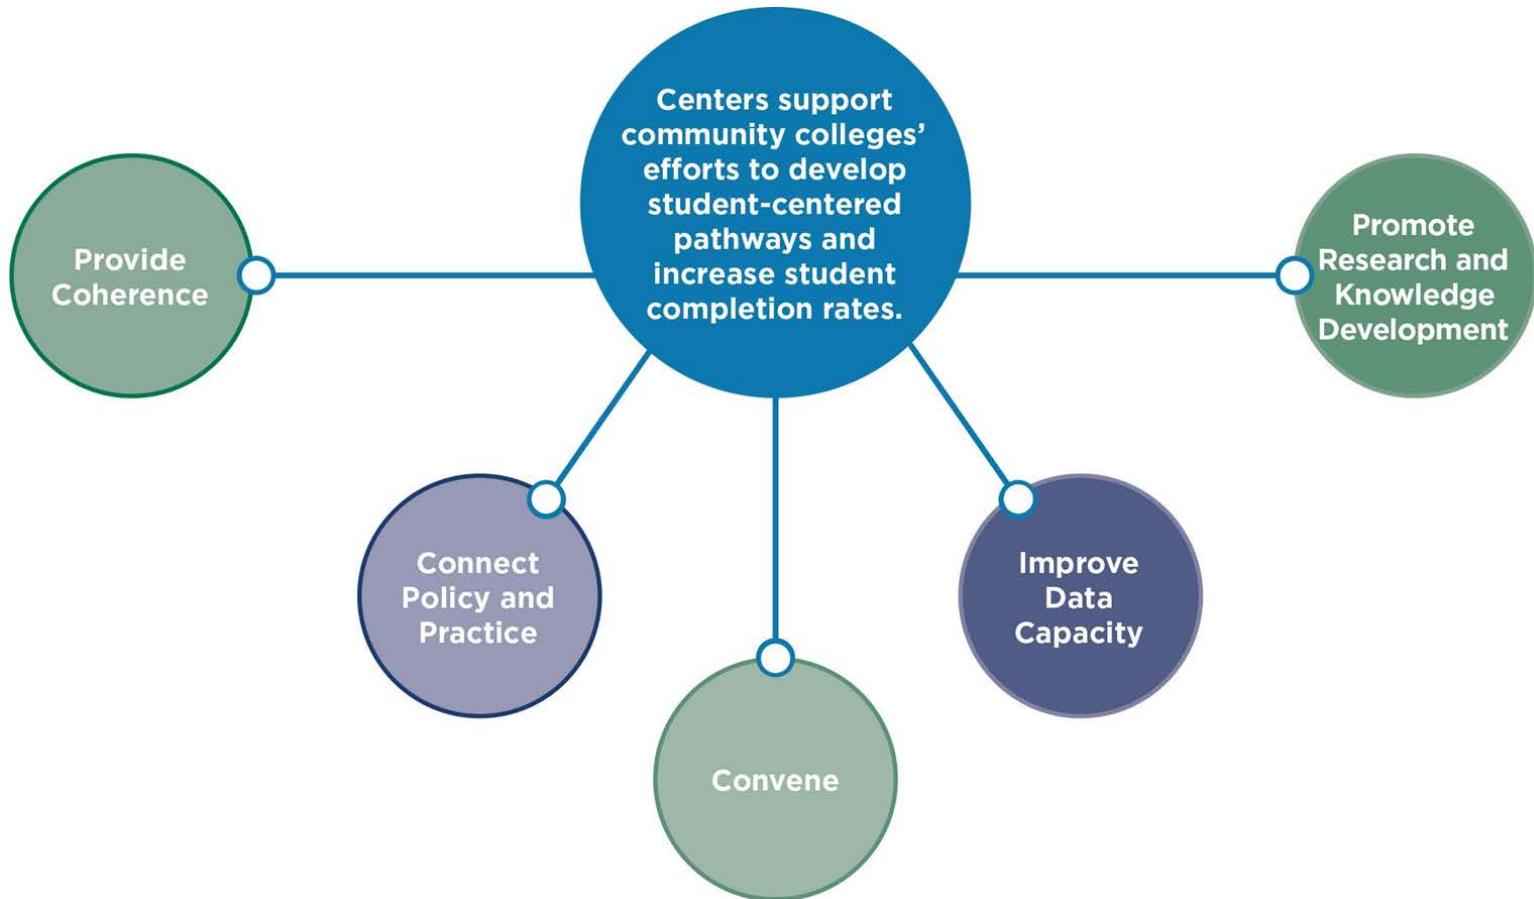 Centers support
community colleges’
efforts to develop
student-centered
pathways and
increase student
completion rates.
Provide
Coherence
Connect
Policy and
Practice
Convene
Improve
Data
Capacity
Promote
Research and
Knowledge
Development